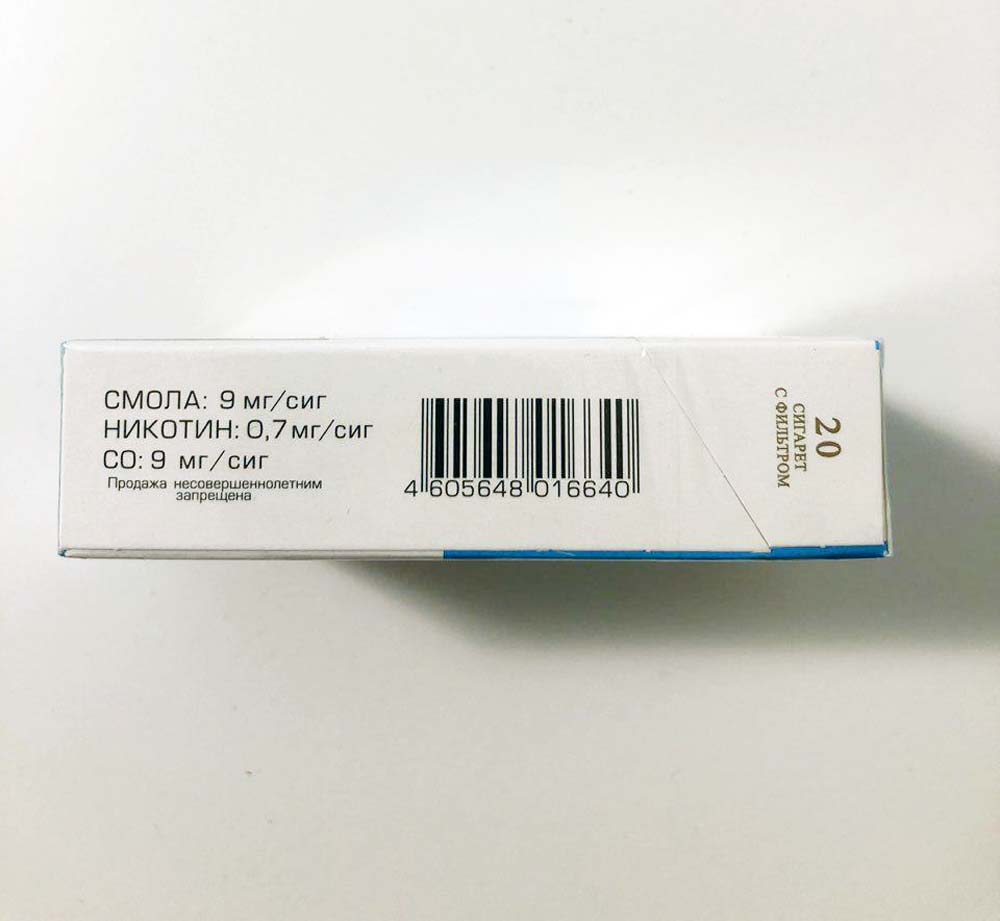 СМОЛА: 9 мг/сиг
НИКОТИН: 0,7 мг/сиг
СО: 9 мг/сиг
Продажа несовершеннолетним
запрещена
4 605648 016640
20
СИГАРЕТ
С ФИЛЬТРОМ